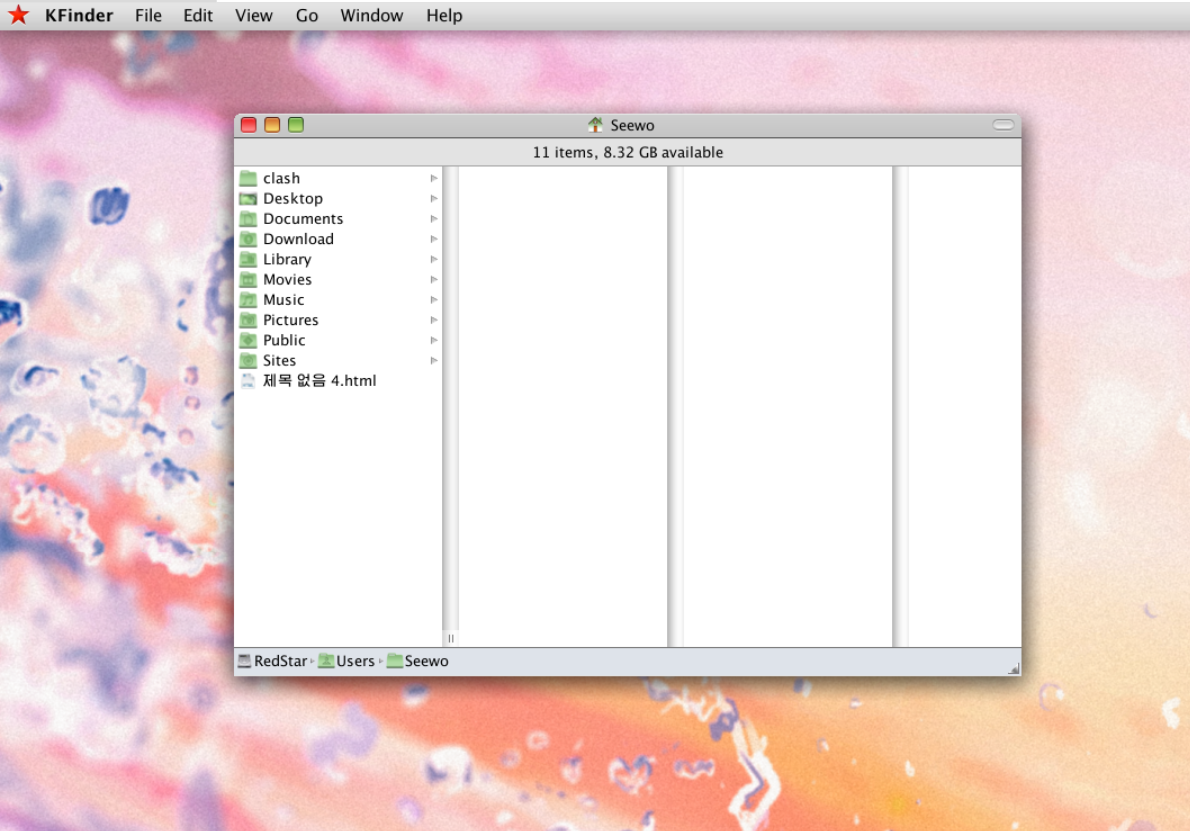 KFinder File Edit View Go Window Help
Seewo
11 items, 8.32 GB available
clash
Desktop
Documents
Download
Library
Movies
Music
Pictures
Public
Sites
제목 없음 4.html
RedStar Users Seewo